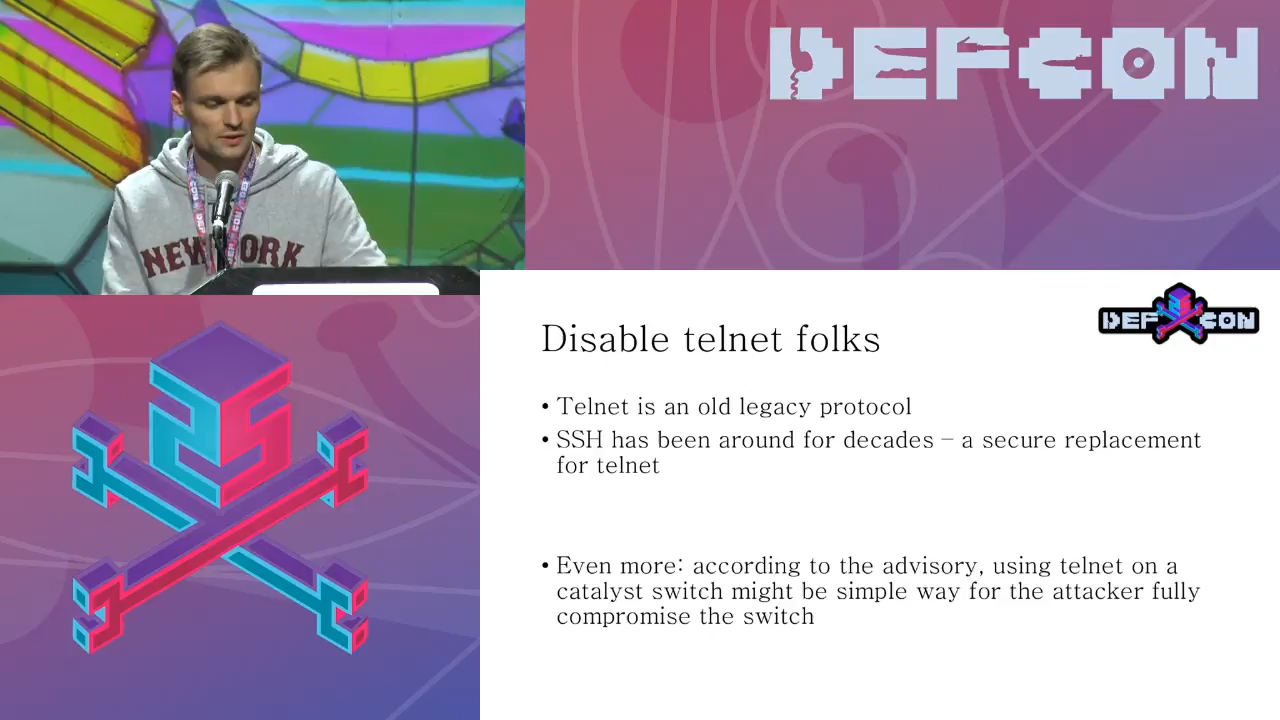 DEFCON
NEW YORK
DEF CON
Disable telnet folks
• Telnet is an old legacy protocol
• SSH has been around for decades – a secure replacement
for telnet
• Even more: according to the advisory, using telnet on a
catalyst switch might be simple way for the attacker fully
compromise the switch